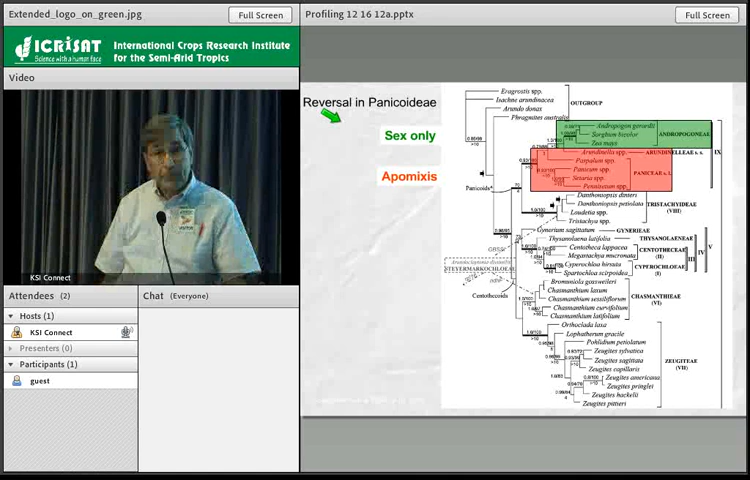 Extended_logo_on_green.jpg
Full Screen
Profiling 12 16 12a.pptx
Full Screen
ICRISAT
Science with a human face
International Crops Research Institute
for the Semi-Arid Tropics
Video
KSI Connect
Attendees (2)
Hosts (1)
KSI Connect
Presenters (0)
Participants (1)
guest
Chat (Everyone)
Reversal in Panicoideae
Sex only
Apomixis
Eragrostis spp.
Isachne arundinacea
Arundo donax
Phragmites australis
OUTGROUP
Andropogon gerardii
Sorghum bicolor
Zea mays
ANDROPOGONEAE
Arundinella spp.
ARUNDINELLEAE s. s.
IX
Paspalum spp.
Panicum spp.
Setaria spp.
Pennisetum spp.
PANICEAE s. l.
Panicoids
Danthoniopsis dinteri
Danthoniopsis petiolata
Loudetia spp.
Tristachya spp.
TRISTACHYIDEAE
(VIII)
Gynerium sagittatum
GYNERIEAE
Thysanolaena latifolia
THYSANOLAENEAE
Centotheca lappacea
Megastachya mucronata
CENTOTHECEAE
(II)
Cyperochloa hirsuta
Spartochloa scirpoidea
CYPEROCHLOEAE
(I)
III
IV
V
STEYERMARKOCHLOEAE
Centothecoids
Bromuniola gossweileri
Chasmanthium laxum
Chasmanthium sessiliflorum
Chasmanthium curvifolium
Chasmanthium latifolium
CHASMANTHIEAE
(VI)
Orthoclada laxa
Lophatherum gracile
Pohlidium petiolatum
Zeugites sylvatica
Zeugites sagittata
Zeugites capillaris
Zeugites americana
Zeugites pringlei
Zeugites hackelii
Zeugites pittieri
ZEUGITEAE
(VII)